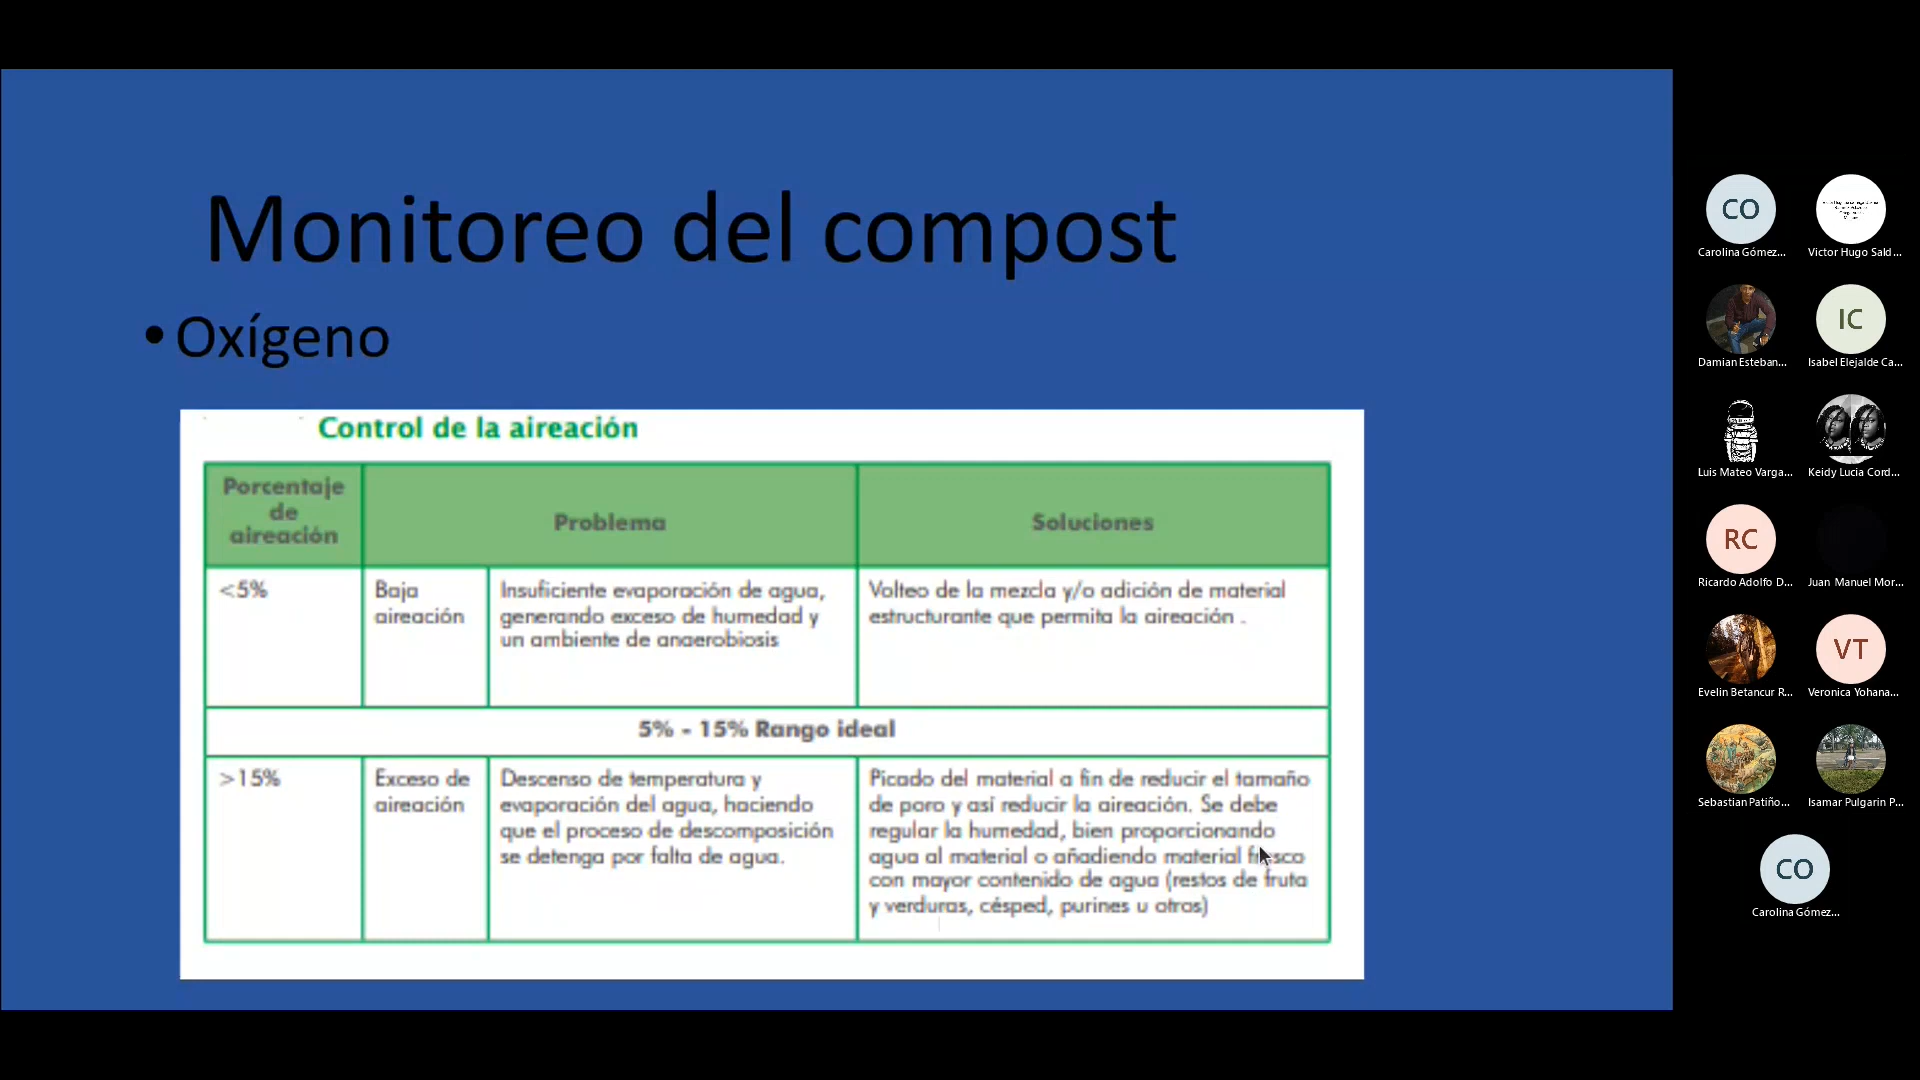 Monitoreo del compost
• Oxígeno
Control de la aireación
Porcentaje
de
aireación
Problema
Soluciones
<5%
Baja
aireación
Insuficiente evaporación de agua,
generando exceso de humedad y
un ambiente de anaerobiosis
Volteo de la mezcla y/o adición de material
estructurante que permita la aireación .
5% - 15% Rango ideal
>15%
Exceso de
aireación
Descenso de temperatura y
evaporación del agua, haciendo
que el proceso de descomposición
se detenga por falta de agua.
Picado del material a fin de reducir el tamaño
de poro y así reducir la aireación. Se debe
regular la humedad, bien proporcionando
agua al material o añadiendo material fresco
con mayor contenido de agua (restos de fruta
y verduras, césped, purines u otros)
CO
Carolina Gómez...
Victor Hugo Sald...
Damian Esteban...
IC
Isabel Elejalde Ca...
Luis Mateo Varga...
Keidy Lucia Cord...
RC
Ricardo Adolfo D...
Juan Manuel Mor...
Evelin Betancur R...
VT
Veronica Yohana...
Sebastian Patiño...
Isamar Pulgarin P...
CO
Carolina Gómez...